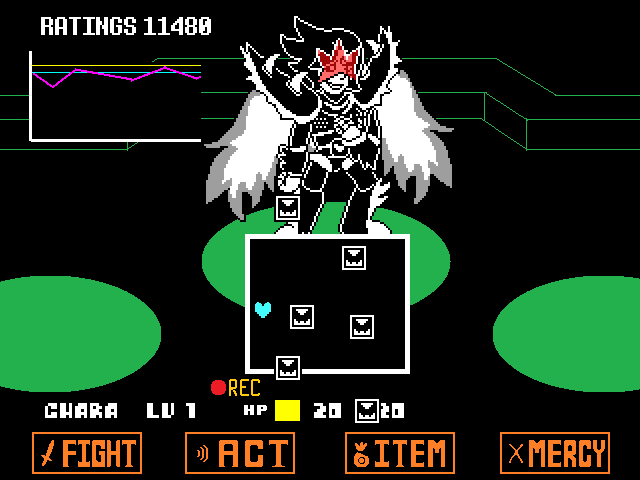 RATINGS 11480
REC
CHARA LV 1 HP 20 20
FIGHT ACT ITEM MERCY